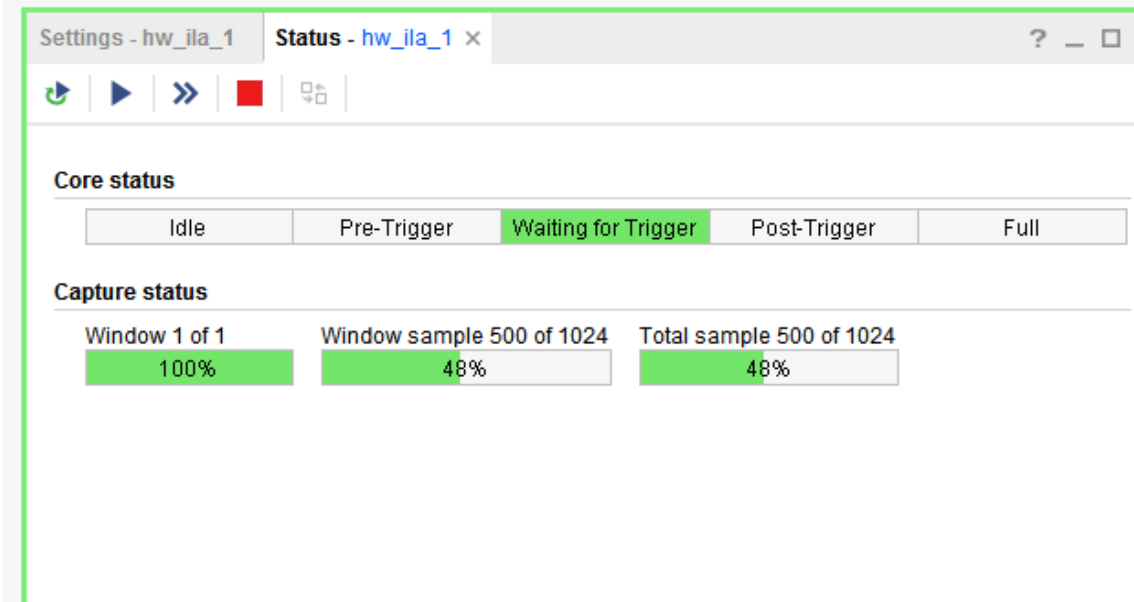 Settings - hw_ila_1 Status - hw_ila_1 × ?
Core status
Idle Pre-Trigger Waiting for Trigger Post-Trigger Full
Capture status
Window 1 of 1 Window sample 500 of 1024 Total sample 500 of 1024
100% 48% 48%